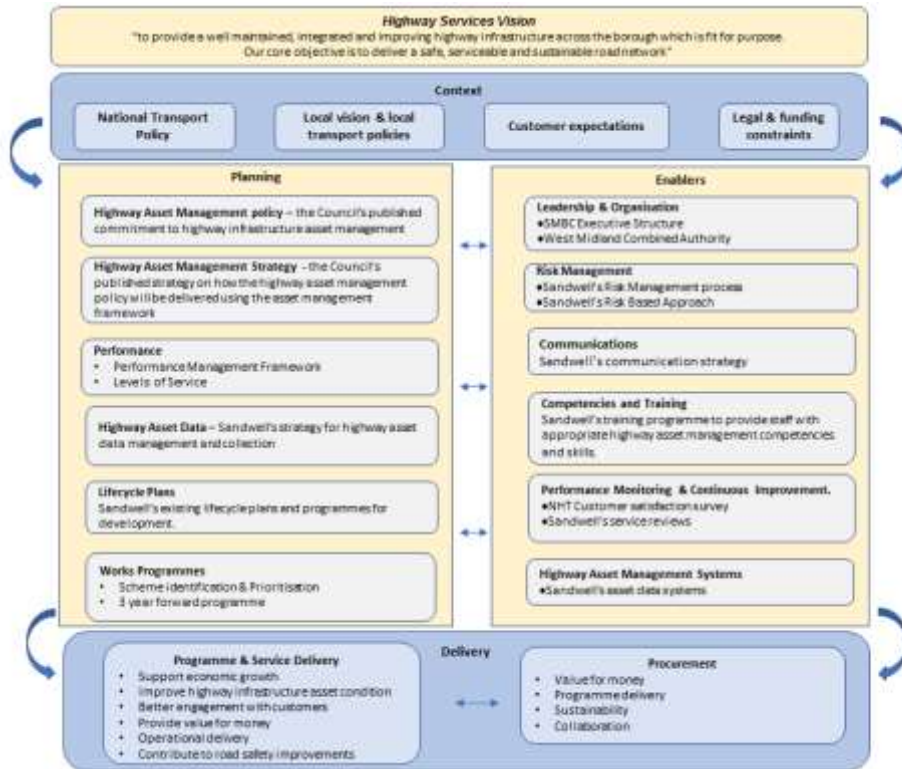 Highway Services Vision
"to provide a well maintained, integrated and improving highway infrastructure across the borough which is fit for purpose.
Our core objective is to deliver a safe, serviceable and sustainable road network"
Context
National Transport
Policy
Local vision & local
transport policies
Customer expectations
Legal & funding
constraints
Planning
Highway Asset Management policy – the Council's published
commitment to highway infrastructure asset management
Highway Asset Management Strategy - the Council's
published strategy on how the highway asset management
policy will be delivered using the asset management
framework
Performance
• Performance Management Framework
• Levels of Service
Highway Asset Data – Sandwell's strategy for highway asset
data management and collection
Lifecycle Plans
Sandwell's existing lifecycle plans and programmes for
development.
Works Programmes
• Scheme identification & Prioritisation
• 3 year forward programme
Enablers
Leadership & Organisation
●SMBC Executive Structure
●West Midland Combined Authority
Risk Management
●Sandwell's Risk Management process
●Sandwell's Risk Based Approach
Communications
Sandwell's communication strategy
Competencies and Training
Sandwell's training programme to provide staff with
appropriate highway asset management competencies
and skills.
Performance Monitoring & Continuous Improvement.
●NHT Customer satisfaction survey
●Sandwell's service reviews
Highway Asset Management Systems
●Sandwell's asset data systems
Delivery
Programme & Service Delivery
• Support economic growth
• Improve highway infrastructure asset condition
• Better engagement with customers
• Provide value for money
• Operational delivery
• Contribute to road safety improvements
Procurement
• Value for money
• Programme delivery
• Sustainability
• Collaboration